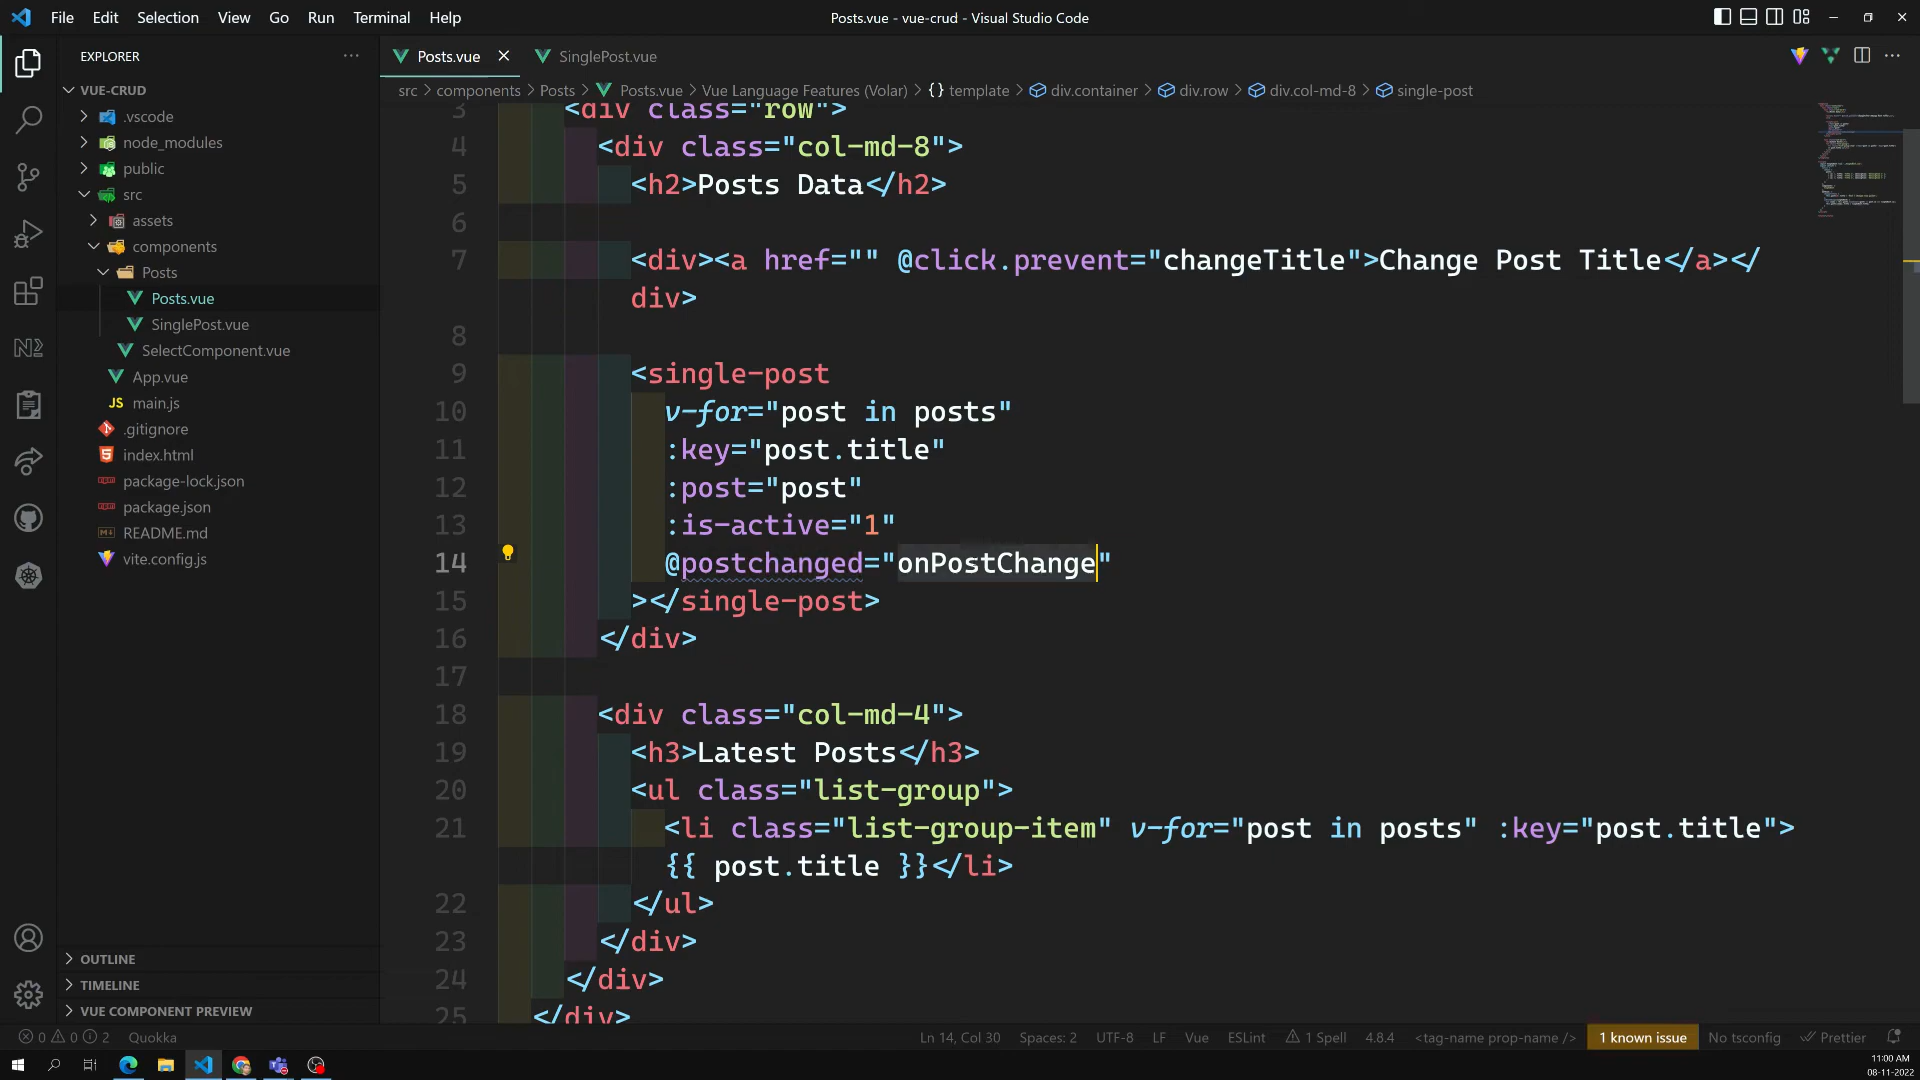 File Edit Selection View Go Run Terminal Help
Posts.vue - vue-crud - Visual Studio Code
EXPLORER
VUE-CRUD
.vscode
node_modules
public
src
assets
components
Posts
Posts.vue
SinglePost.vue
SelectComponent.vue
App.vue
JS main.js
.gitignore
index.html
package-lock.json
package.json
README.md
vite.config.js
OUTLINE
TIMELINE
VUE COMPONENT PREVIEW
Posts.vue SinglePost.vue
src > components > Posts > Posts.vue > Vue Language Features (Volar) > {} template > div.container > div.row > div.col-md-8 > single-post
3 <div class="row">
4 <div class="col-md-8">
5 <h2>Posts Data</h2>
6
7 <div><a href="" @click.prevent="changeTitle">Change Post Title</a></
div>
8
9 <single-post
10 v-for="post in posts"
11 :key="post.title"
12 :post="post"
13 :is-active="1"
14 @postchanged="onPostChange"
15 ></single-post>
16 </div>
17
18 <div class="col-md-4">
19 <h3>Latest Posts</h3>
20 <ul class="list-group">
21 <li class="list-group-item" v-for="post in posts" :key="post.title">
{{ post.title }}</li>
22 </ul>
23 </div>
24 </div>
25 </div>
0 0 2 Quokka
Ln 14, Col 30 Spaces: 2 UTF-8 LF Vue ESLint 1 Spell 4.8.4 <tag-name prop-name /> 1 known issue No tsconfig Prettier
11:00 AM
08-11-2022